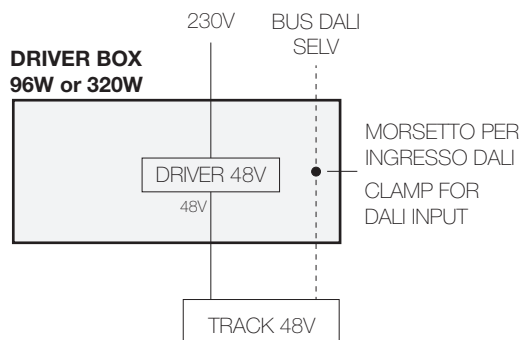 230V
BUS DALI
SELV
DRIVER BOX
96W or 320W
MORSETTO PER
INGRESSO DALI
CLAMP FOR
DALI INPUT
DRIVER 48V
48V
TRACK 48V